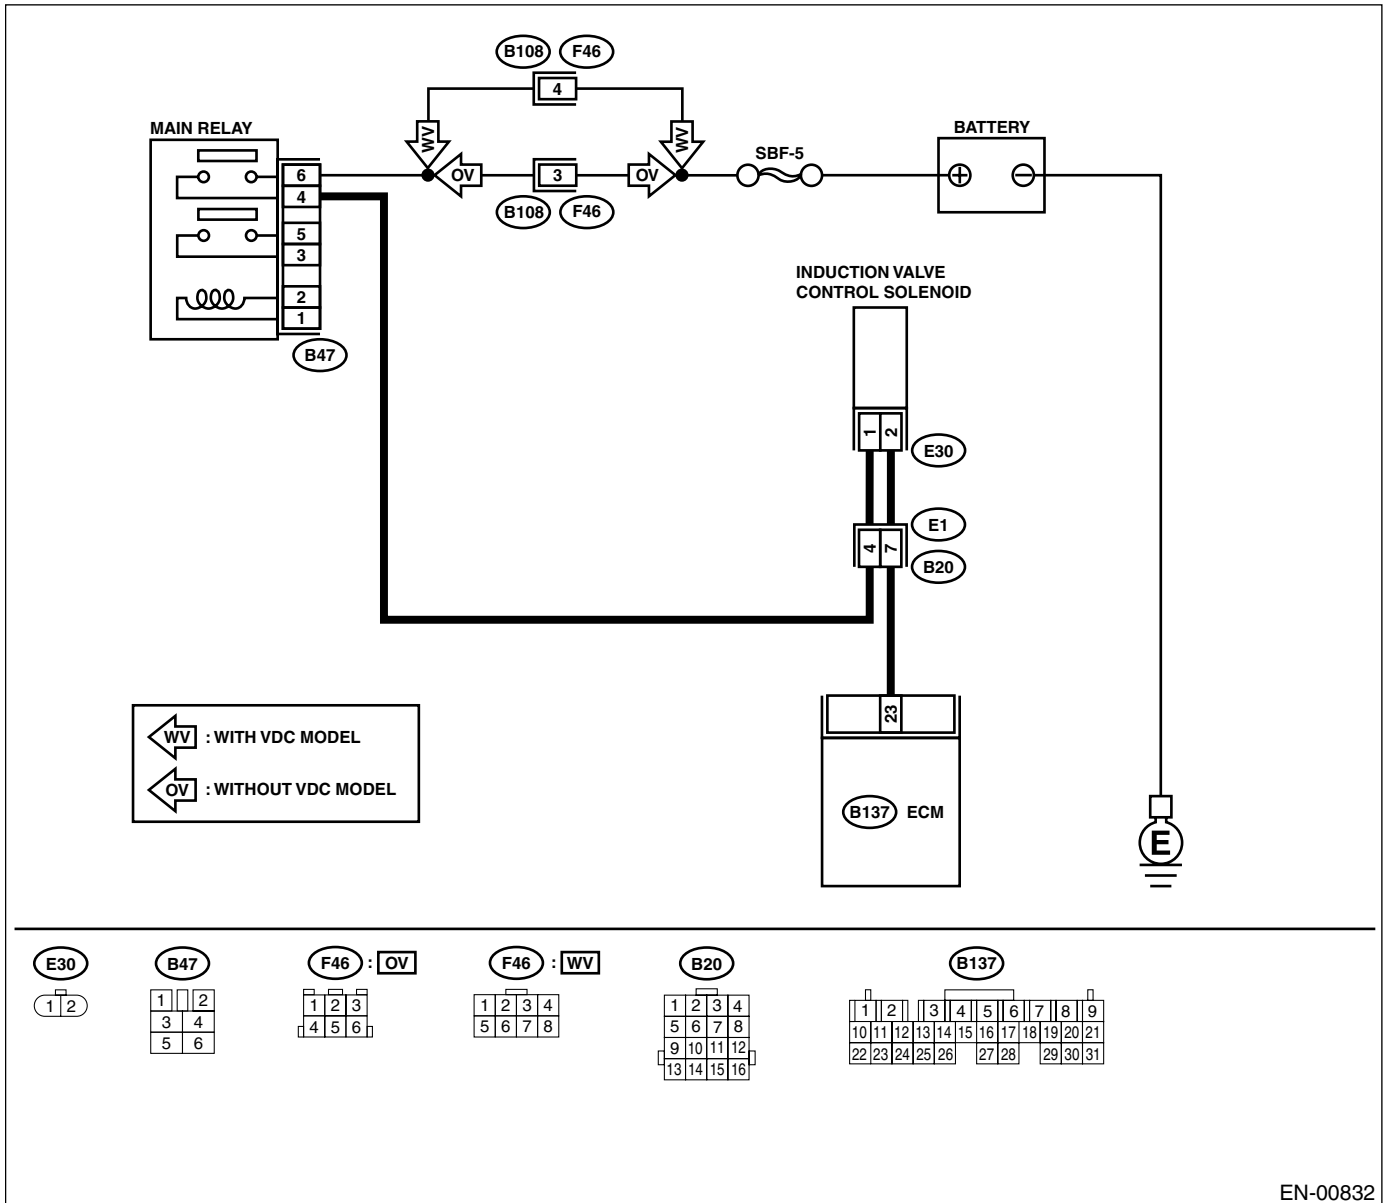 B108 F46
4
MAIN RELAY
WV WV
SBF-5
BATTERY
6
OV 3 OV
+ −
4
B108 F46
5
3
2
1
B47
INDUCTION VALVE
CONTROL SOLENOID
1 2
E30
E1
4 7
B20
23
B137 ECM
E
WV : WITH VDC MODEL
OV : WITHOUT VDC MODEL
E30
1 2
B47
1 2
3 4
5 6
F46 : OV
1 2 3
4 5 6
F46 : WV
1 2 3 4
5 6 7 8
B20
1 2 3 4
5 6 7 8
9 10 11 12
13 14 15 16
B137
1 2 3 4 5 6 7 8 9
10 11 12 13 14 15 16 17 18 19 20 21
22 23 24 25 26 27 28 29 30 31
EN-00832